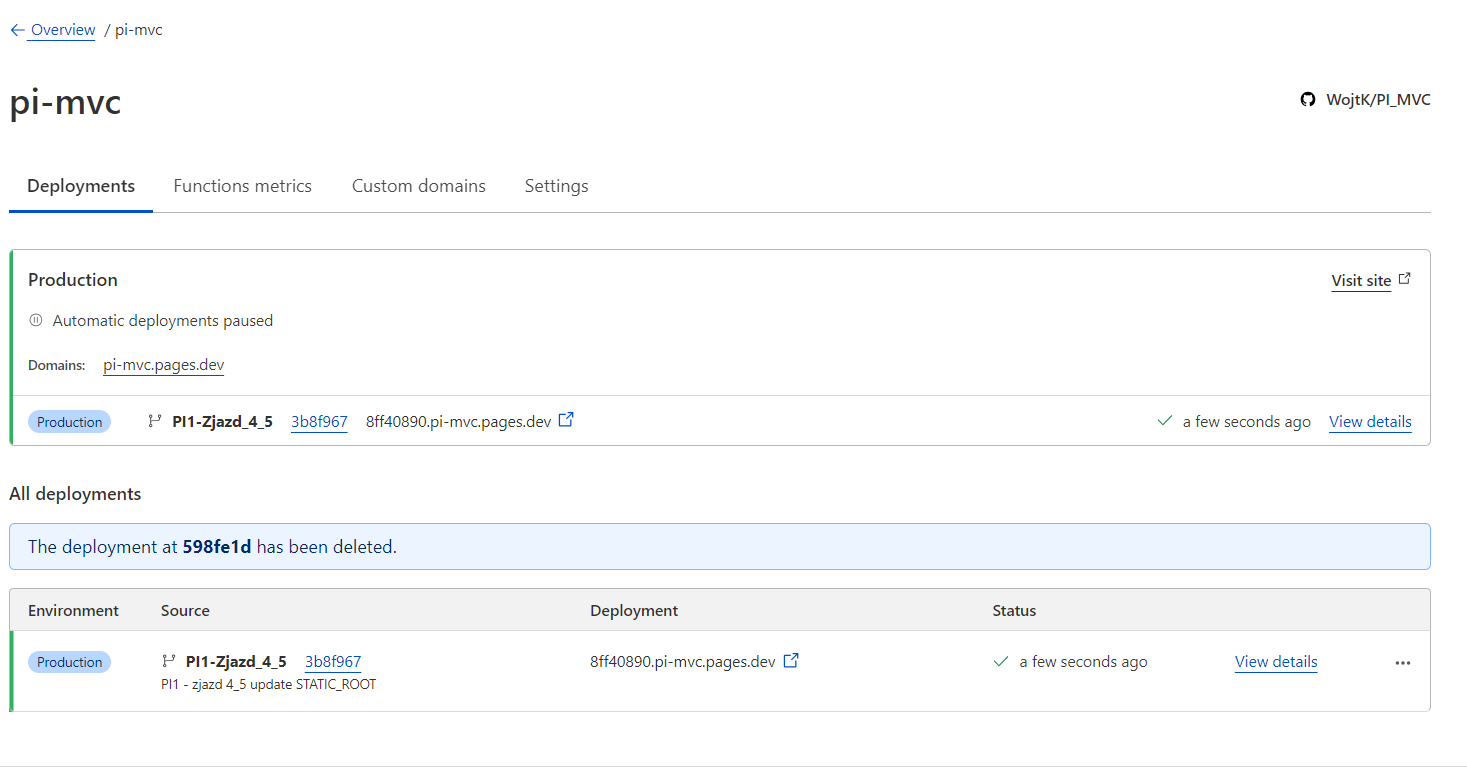 Overview / pi-mvc
pi-mvc
WojtK/PI_MVC
Deployments Functions metrics Custom domains Settings
Production
Visit site
Automatic deployments paused
Domains: pi-mvc.pages.dev
Production PI1-Zjazd_4_5 3b8f967 8ff40890.pi-mvc.pages.dev a few seconds ago View details
All deployments
The deployment at 598fe1d has been deleted.
Environment Source Deployment Status
Production PI1-Zjazd_4_5 3b8f967 8ff40890.pi-mvc.pages.dev a few seconds ago View details
PI1 - zjazd 4_5 update STATIC_ROOT